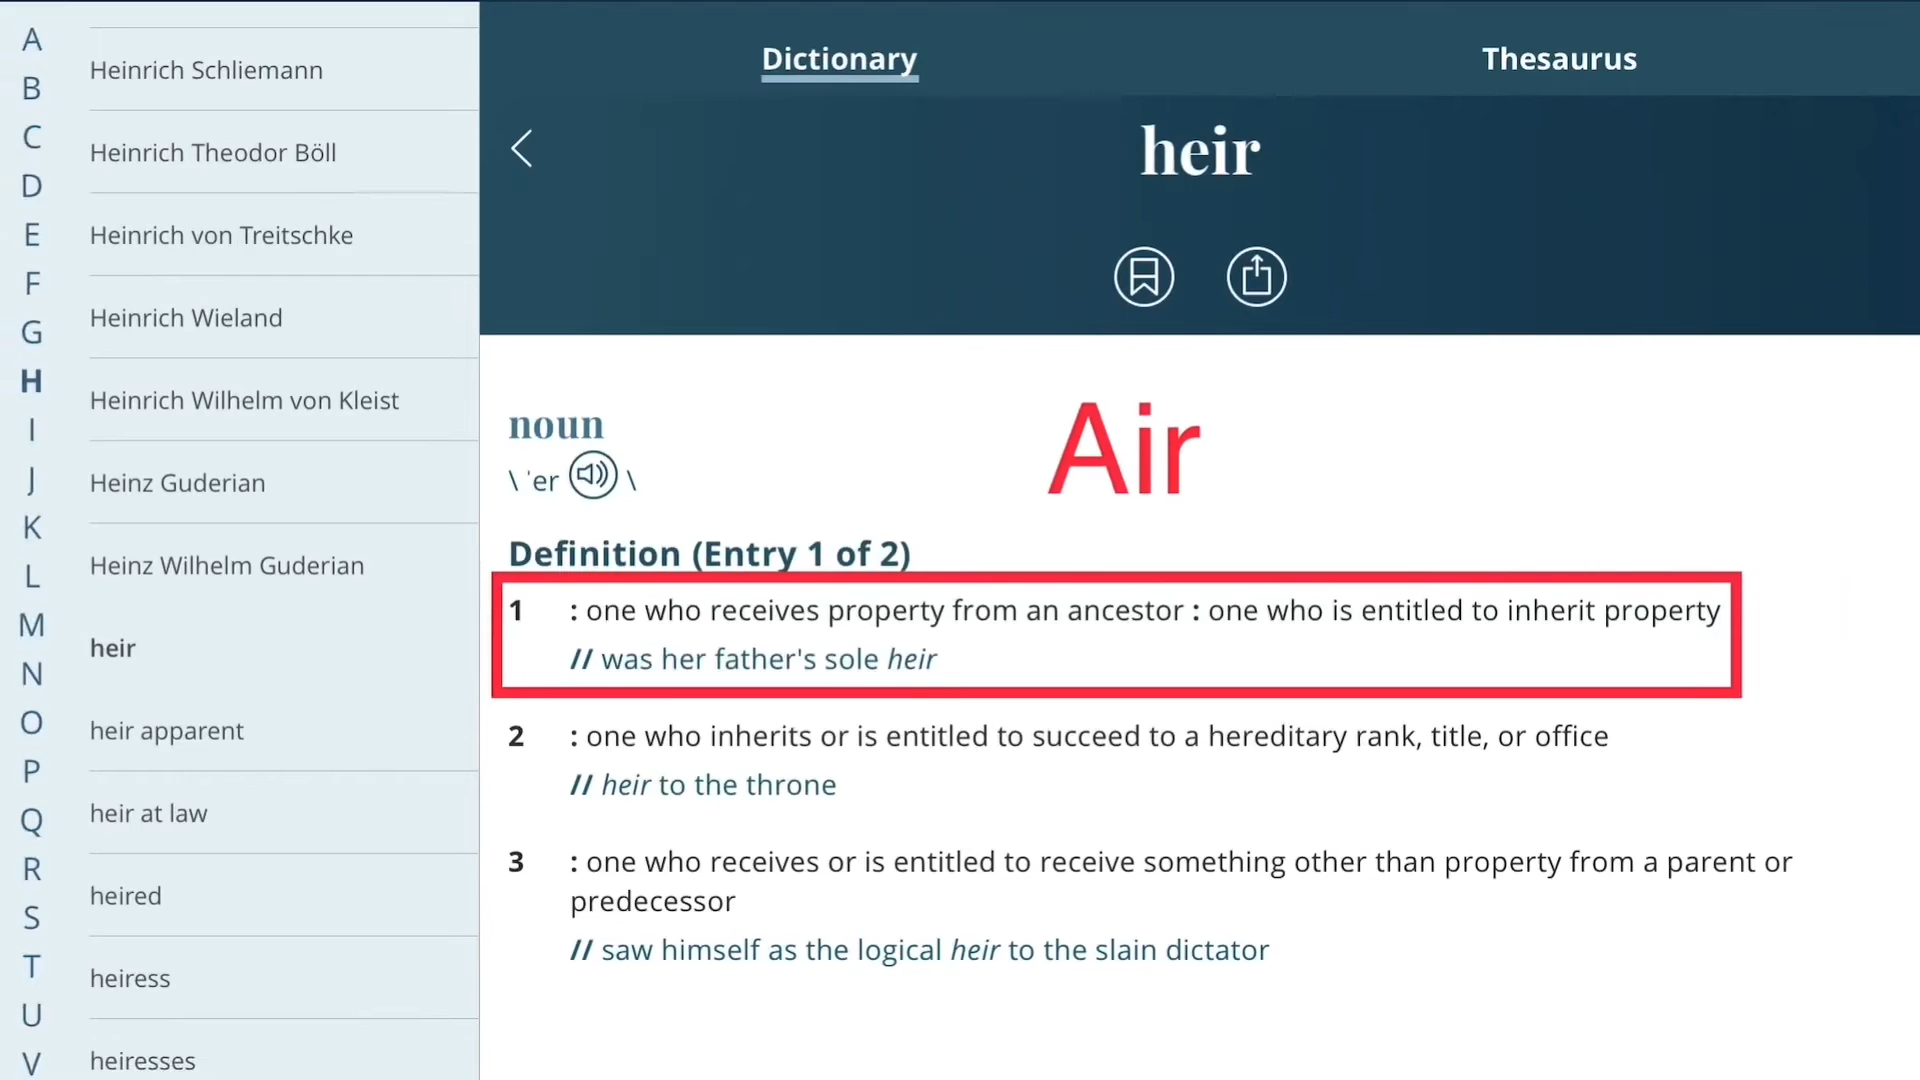 A
B
C
D
E
F
G
H
I
J
K
L
M
N
O
P
Q
R
S
T
U
V
Heinrich Schliemann
Heinrich Theodor Böll
Heinrich von Treitschke
Heinrich Wieland
Heinrich Wilhelm von Kleist
Heinz Guderian
Heinz Wilhelm Guderian
heir
heir apparent
heir at law
heired
heiress
heiresses
Dictionary
Thesaurus
heir
noun
Air
\ ˈer \
Definition (Entry 1 of 2)
1 : one who receives property from an ancestor : one who is entitled to inherit property
// was her father's sole heir
2 : one who inherits or is entitled to succeed to a hereditary rank, title, or office
// heir to the throne
3 : one who receives or is entitled to receive something other than property from a parent or
predecessor
// saw himself as the logical heir to the slain dictator